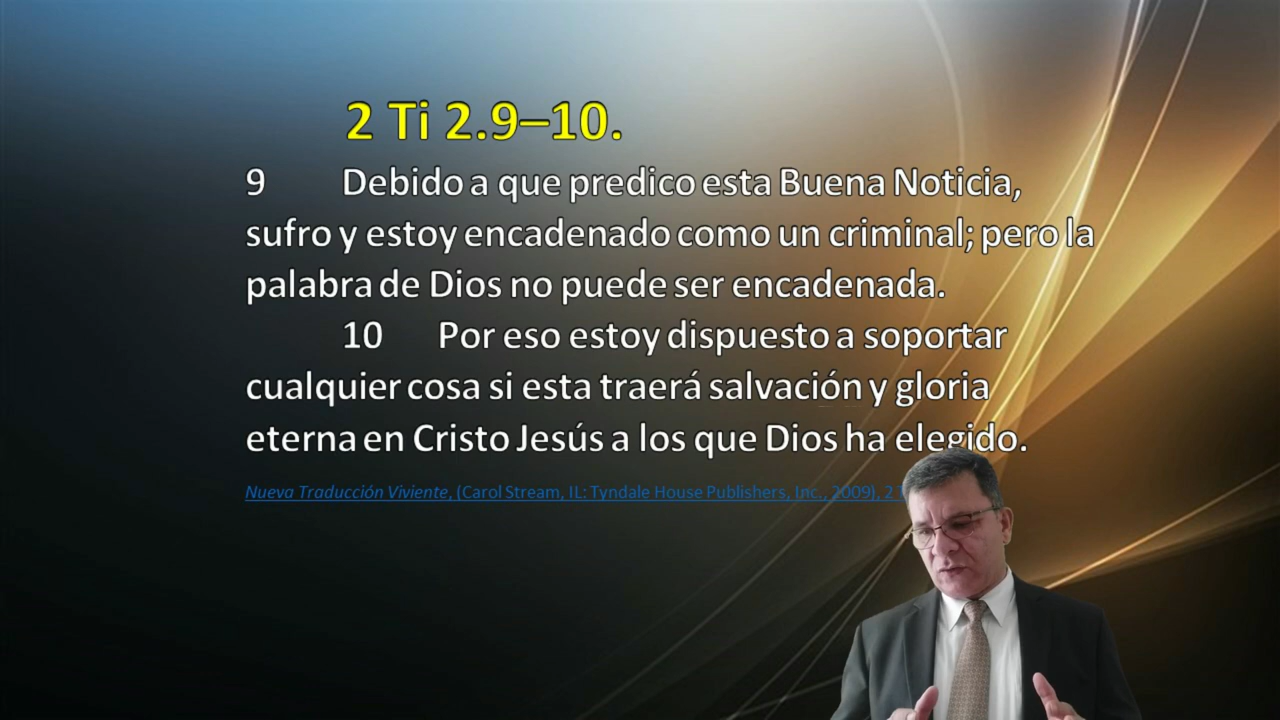 2 Ti 2.9–10.
9 Debido a que predico esta Buena Noticia,
sufro y estoy encadenado como un criminal; pero la
palabra de Dios no puede ser encadenada.
10 Por eso estoy dispuesto a soportar
cualquier cosa si esta traerá salvación y gloria
eterna en Cristo Jesús a los que Dios ha elegido.
Nueva Traducción Viviente, (Carol Stream, IL: Tyndale House Publishers, Inc., 2009), 2